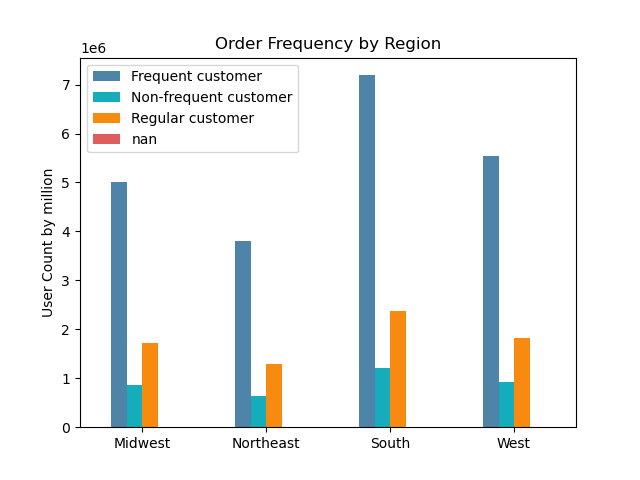 Order Frequency by Region
1e6
Frequent customer
Non-frequent customer
Regular customer
nan
User Count by million
7
6
5
4
3
2
1
0
Midwest
Northeast
South
West